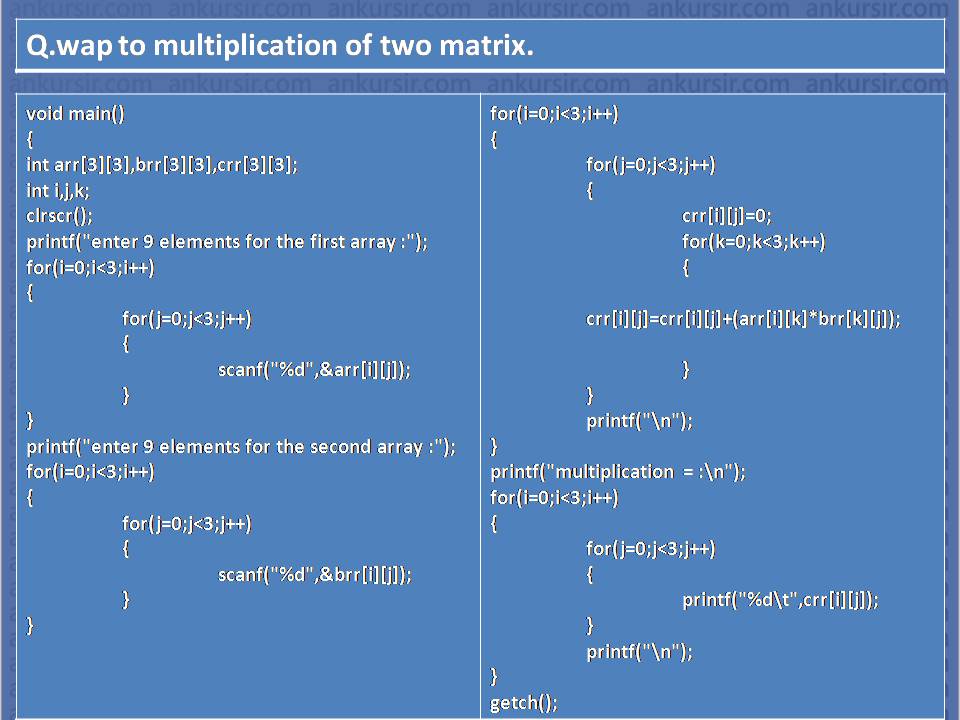 ankursir.com ankursir.com ankursir.com ankursir.com ankursir.com ankursir.com
Q.wap to multiplication of two matrix.
ankursir.com ankursir.com ankursir.com ankursir.com ankursir.com ankursir.com
void main()
{
int arr[3][3],brr[3][3],crr[3][3];
int i,j,k;
clrscr();
printf("enter 9 elements for the first array :");
for(i=0;i<3;i++)
{
for(j=0;j<3;j++)
{
scanf("%d",&arr[i][j]);
}
}
printf("enter 9 elements for the second array :");
for(i=0;i<3;i++)
{
for(j=0;j<3;j++)
{
scanf("%d",&brr[i][j]);
}
}
for(i=0;i<3;i++)
{
for(j=0;j<3;j++)
{
crr[i][j]=0;
for(k=0;k<3;k++)
{
crr[i][j]=crr[i][j]+(arr[i][k]*brr[k][j]);
}
}
printf("\n");
}
printf("multiplication = :\n");
for(i=0;i<3;i++)
{
for(j=0;j<3;j++)
{
printf("%d\t",crr[i][j]);
}
printf("\n");
}
getch();